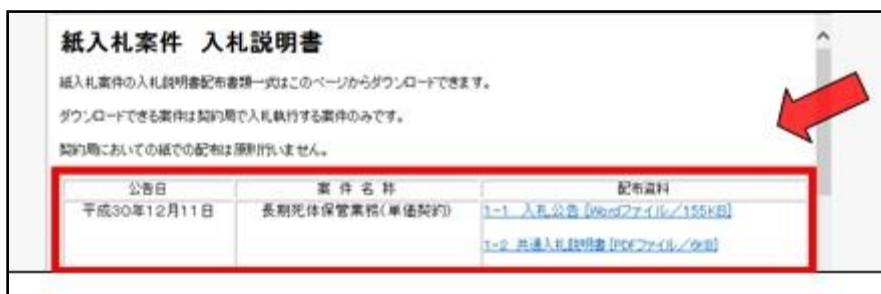 紙入札案件 入札説明書
紙入札案件の入札説明書配布書類一式はこのページからダウンロードできます。
ダウンロードできる案件は契約局で入札執行する案件のみです。
契約局においての紙での配布は原則行いません。
公告日 案件名称 配布資料
平成30年12月11日 長期死体保管業務(単価契約) 1-1 入札公告 [Wordファイル/155KB]
1-2 共通入札説明書 [PDFファイル/9KB]